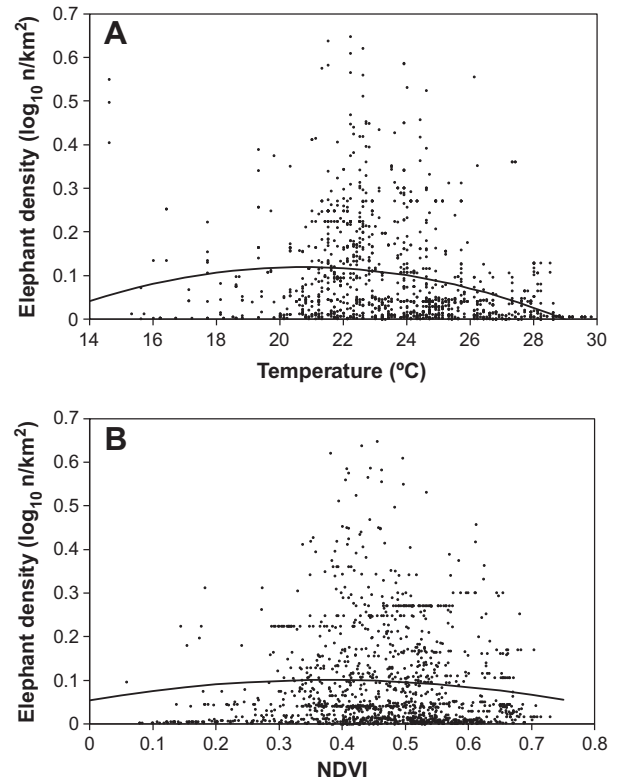 A
Elephant density (log10 n/km2)
0.7
0.6
0.5
0.4
0.3
0.2
0.1
0
14 16 18 20 22 24 26 28 30
Temperature (ºC)
B
Elephant density (log10 n/km2)
0.7
0.6
0.5
0.4
0.3
0.2
0.1
0
0 0.1 0.2 0.3 0.4 0.5 0.6 0.7 0.8
NDVI